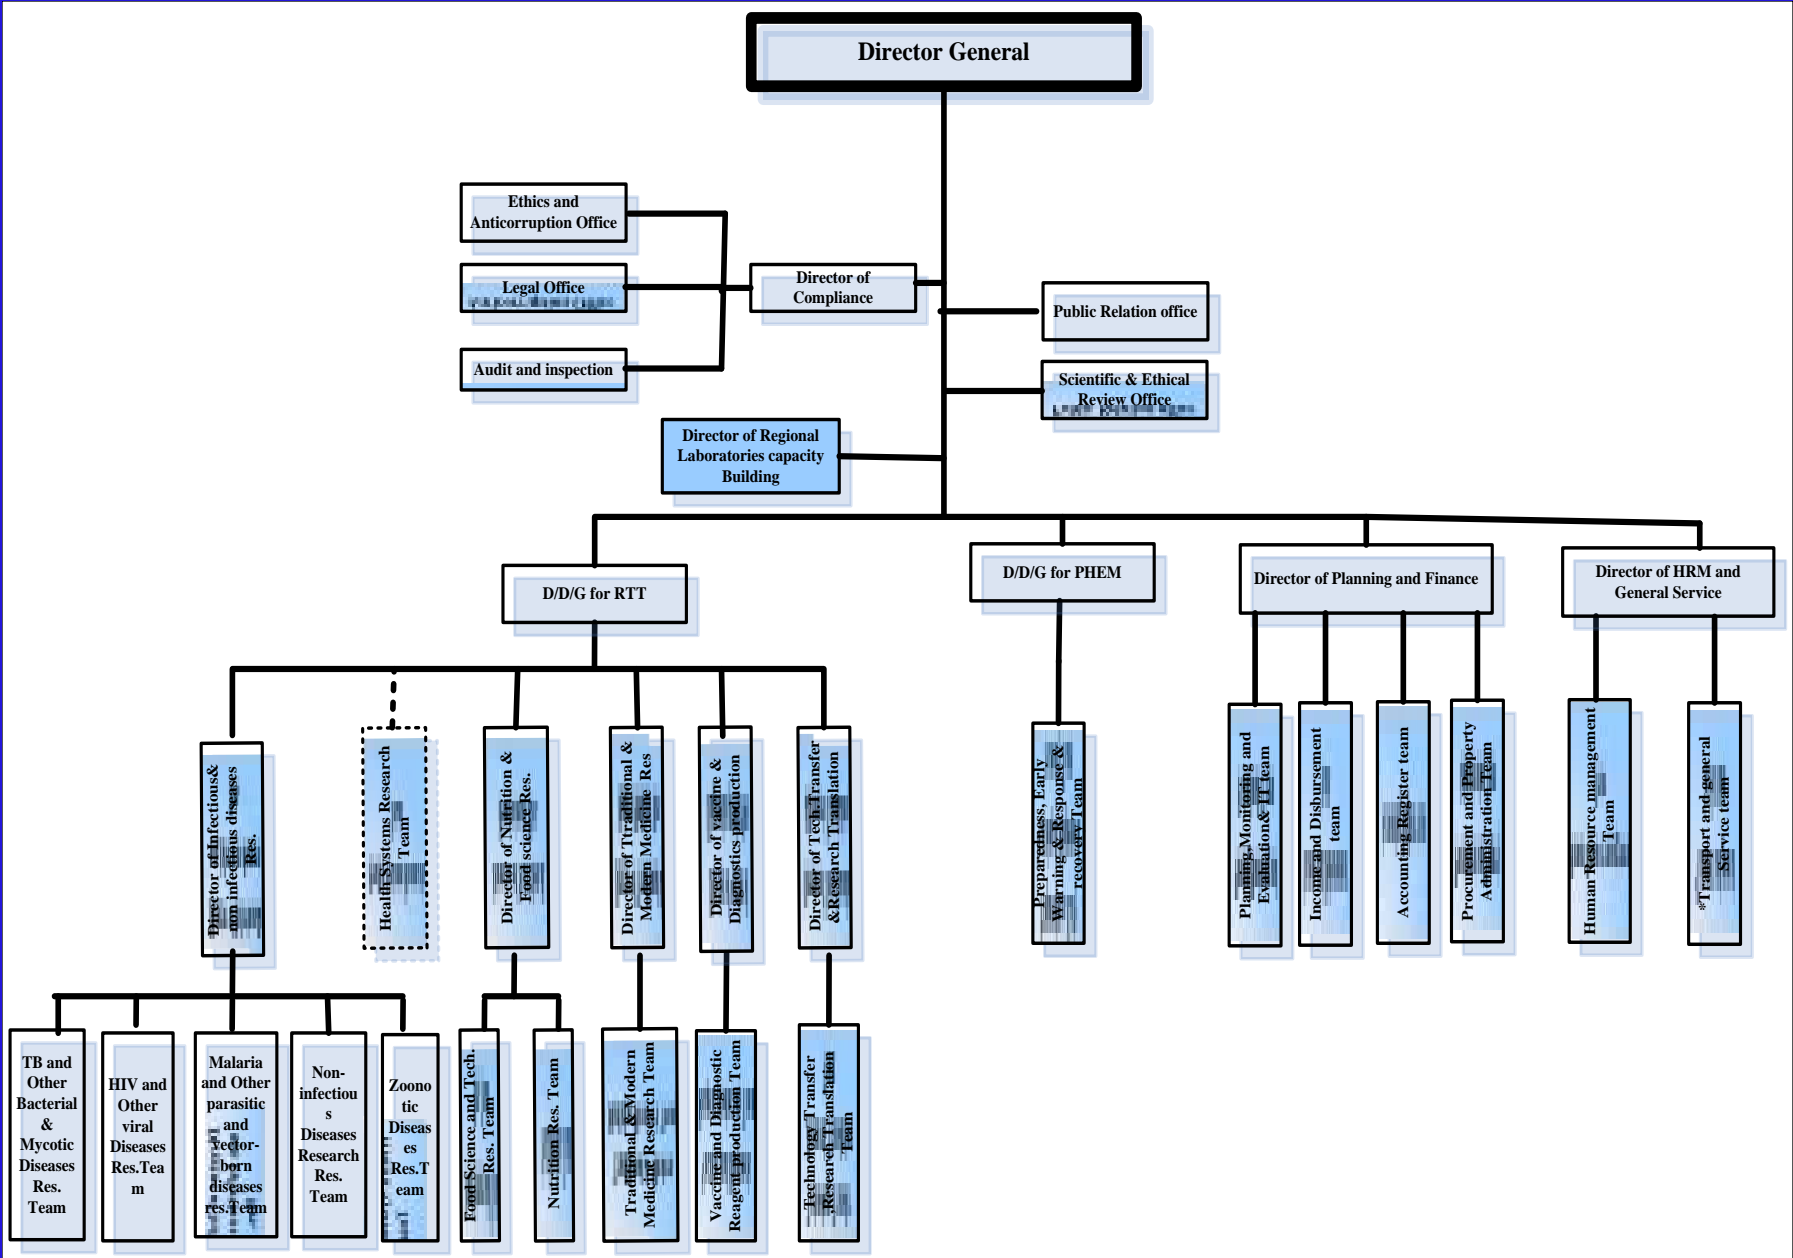 Director General
Ethics and
Anticorruption Office
Legal Office
Audit and inspection
Director of
Compliance
Public Relation office
Scientific & Ethical
Review Office
Director of Regional
Laboratories capacity
Building
D/D/G for RTT
D/D/G for PHEM
Director of Planning and Finance
Director of HRM and
General Service
Director of Infectious&
non infectious diseases
Res.
Health Systems Research
Team
Director of Nutrition &
Food science Res.
Director of Traditional &
Modern Medicine Res
Director of vaccine &
Diagnostics production
Director of Tech.Transfer
&Research Translation
Preparedness, Early
Warning & Response &
recovery Team
Planning,Monitoring and
Evaluation& IT team
Income and Disbursement
team
Accounting Register team
Procurement and Property
Administration Team
Human Resource management
Team
*Transport and general
Service team
TB and
Other
Bacterial
&
Mycotic
Diseases
Res.
Team
HIV and
Other
viral
Diseases
Res.Tea
m
Malaria
and Other
parasitic
and
vector-
born
diseases
res.Team
Non-
infectiou
s
Diseases
Research
Res.
Team
Zoono
tic
Diseas
es
Res.T
eam
Food Science and Tech.
Res. Team
Nutrition Res. Team
Traditional & Modern
Medicine Research Team
Vaccine and Diagnostic
Reagent production Team
Technology Transfer
,Research Translation
Team